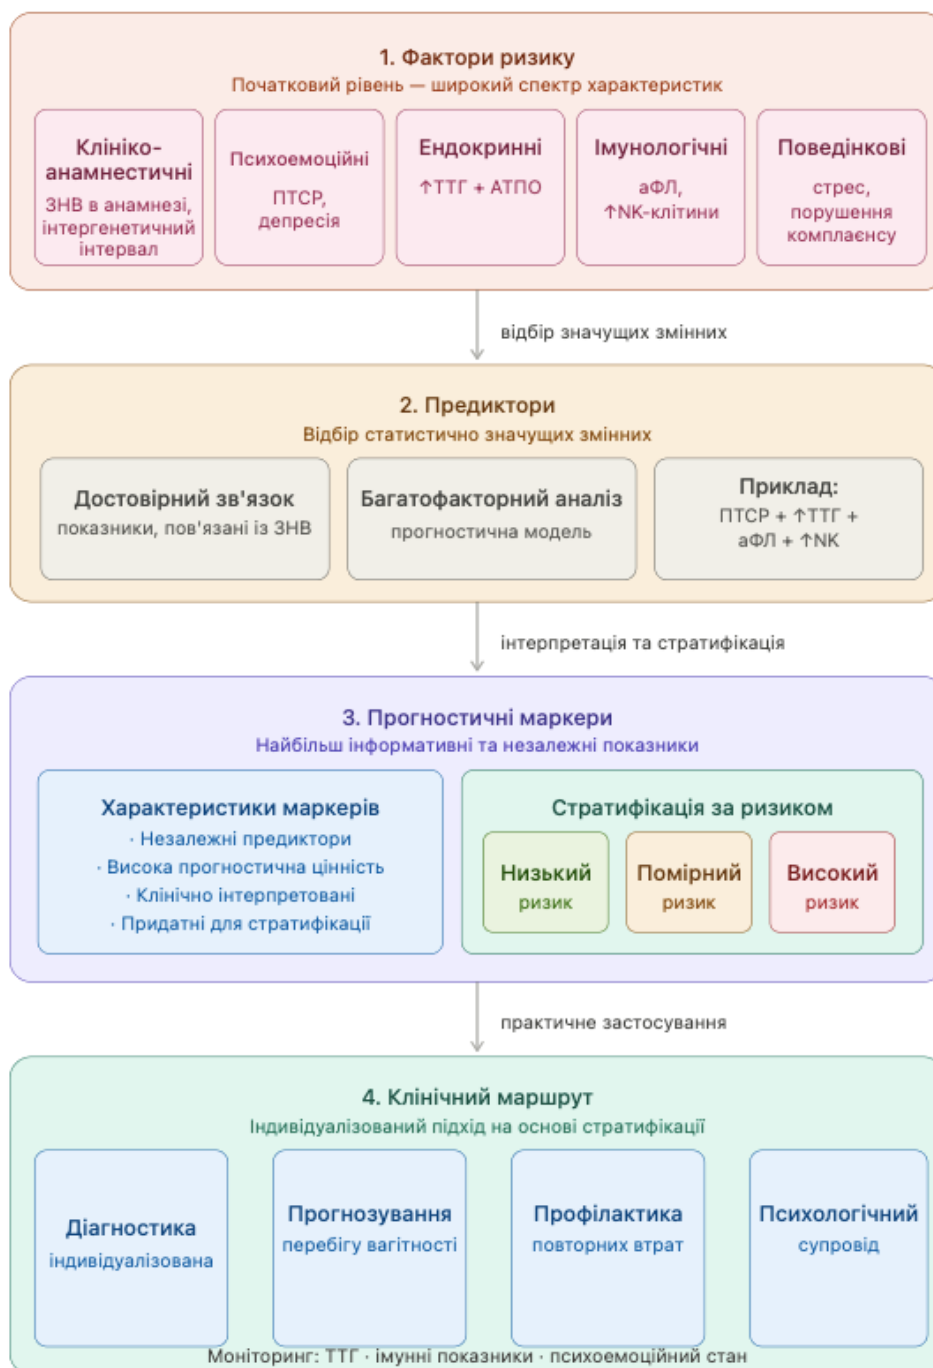 1. Фактори ризику
Початковий рівень — широкий спектр характеристик
Клініко-
анамнестичні
ЗНВ в анамнезі,
інтергенетичний
інтервал
Психоемоційні
ПТСР,
депресія
Ендокринні
↑ТТГ + АТПО
Імунологічні
аФЛ,
↑NK-клітини
Поведінкові
стрес,
порушення
комплаєнсу
відбір значущих змінних
2. Предиктори
Відбір статистично значущих змінних
Достовірний зв'язок
показники, пов'язані із ЗНВ
Багатофакторний аналіз
прогностична модель
Приклад:
ПТСР + ↑ТТГ +
аФЛ + ↑NK
інтерпретація та стратифікація
3. Прогностичні маркери
Найбільш інформативні та незалежні показники
Характеристики маркерів
· Незалежні предиктори
· Висока прогностична цінність
· Клінічно інтерпретовані
· Придатні для стратифікації
Стратифікація за ризиком
Низький
ризик
Помірний
ризик
Високий
ризик
практичне застосування
4. Клінічний маршрут
Індивідуалізований підхід на основі стратифікації
Діагностика
індивідуалізована
Прогнозування
перебігу вагітності
Профілактика
повторних втрат
Психологічний
супровід
Моніторинг: ТТГ · імунні показники · психоемоційний стан